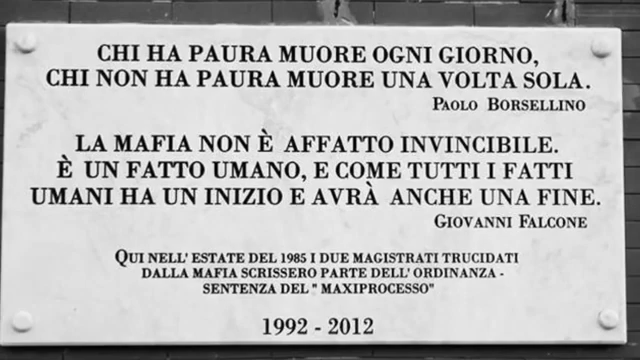 CHI HA PAURA MUORE OGNI GIORNO,
CHI NON HA PAURA MUORE UNA VOLTA SOLA.
PAOLO BORSELLINO
LA MAFIA NON È AFFATTO INVINCIBILE.
È UN FATTO UMANO, E COME TUTTI I FATTI
UMANI HA UN INIZIO E AVRÀ ANCHE UNA FINE.
GIOVANNI FALCONE
QUI NELL' ESTATE DEL 1985 I DUE MAGISTRATI TRUCIDATI
DALLA MAFIA SCRISSERO PARTE DELL' ORDINANZA -
SENTENZA DEL " MAXIPROCESSO"
1992 - 2012